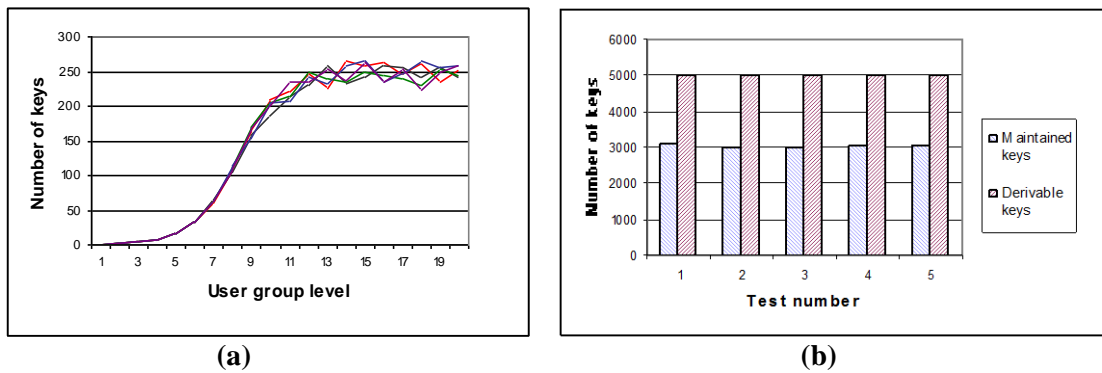 300
250
200
150
100
50
0
Number of keys
1 3 5 7 9 11 13 15 17 19
User group level
(a)
6000
5000
4000
3000
2000
1000
0
Number of keys
1 2 3 4 5
Test number
M aintained
keys
Derivable
keys
(b)